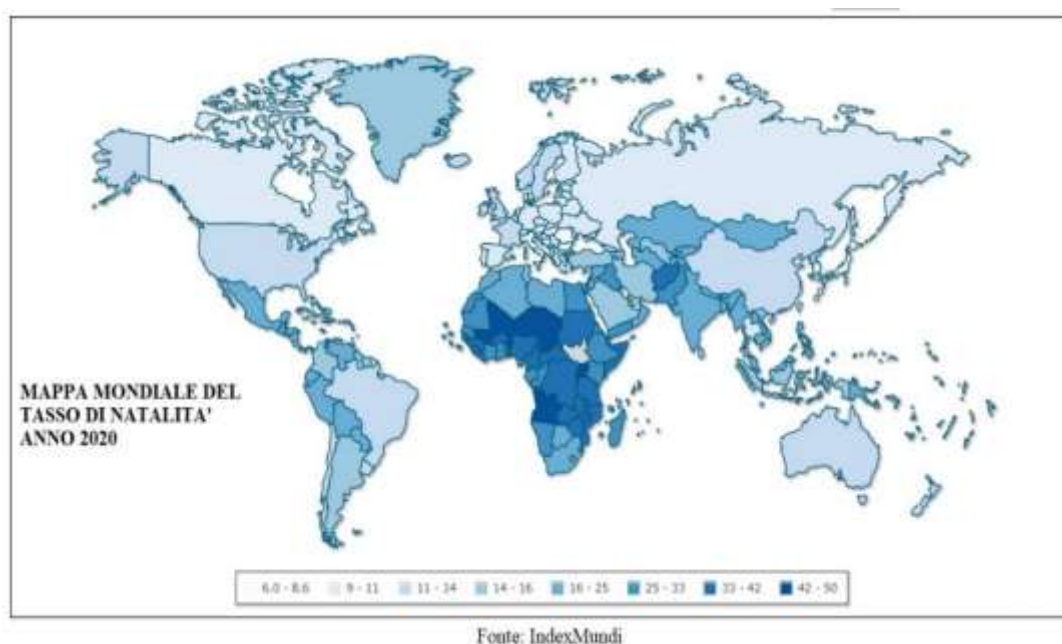 MAPPA MONDIALE DEL
TASSO DI NATALITA'
ANNO 2020
6.0 - 8.6 9 - 11 11 - 14 14 - 16 16 - 25 25 - 33 33 - 42 42 - 50
Fonte: IndexMundi